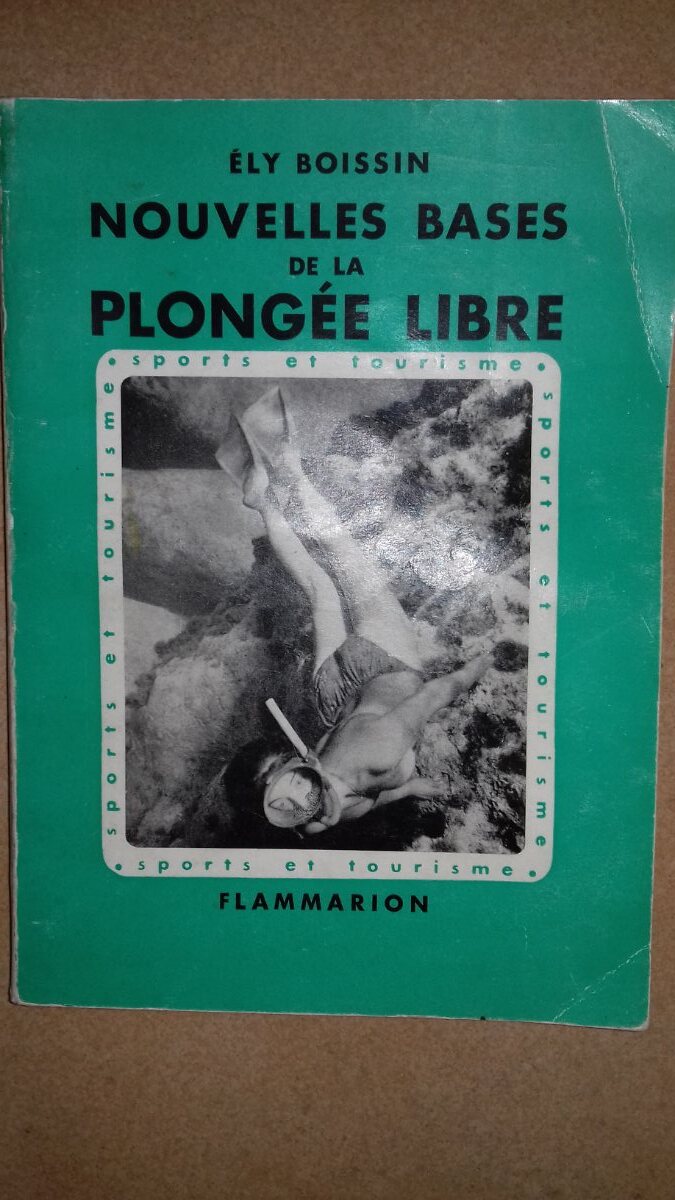 ÉLY BOISSIN
NOUVELLES BASES
DE LA
PLONGÉE LIBRE
• sports et tourisme •
sports et tourisme
sports et tourisme
• sports et tourisme •
FLAMMARION